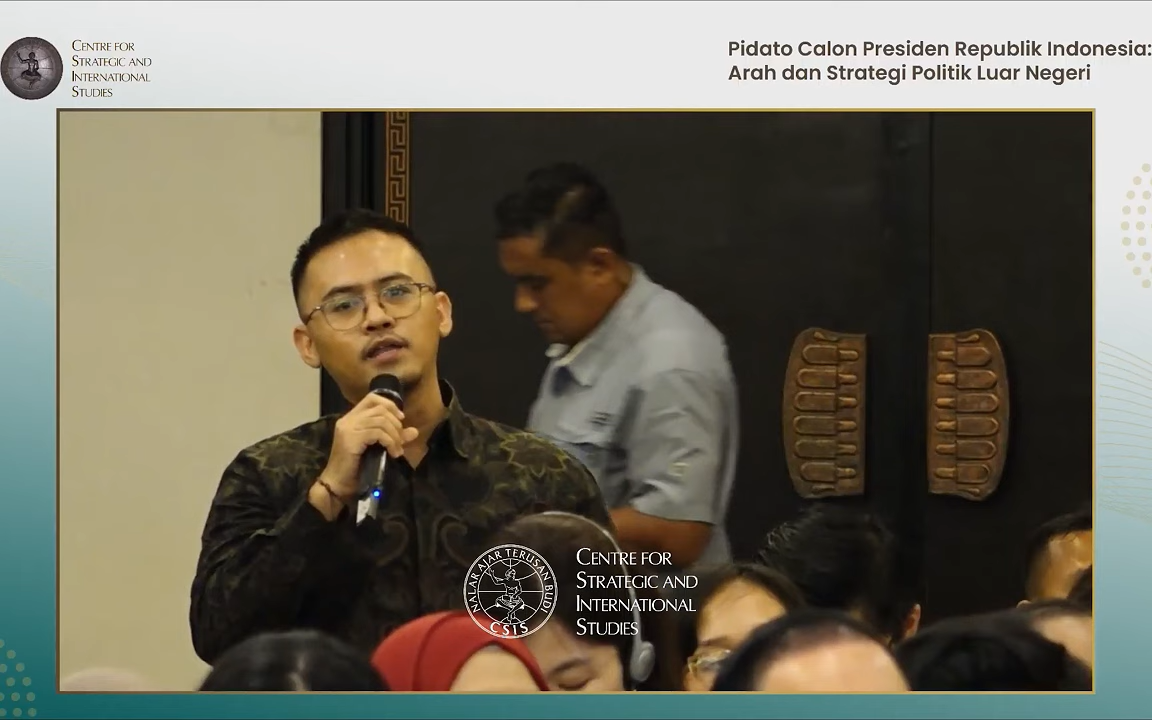 CENTRE FOR
STRATEGIC AND
INTERNATIONAL
STUDIES
Pidato Calon Presiden Republik Indonesia:
Arah dan Strategi Politik Luar Negeri
NALAR AJAR TERUSAN BUDI
CSIS
CENTRE FOR
STRATEGIC AND
INTERNATIONAL
STUDIES